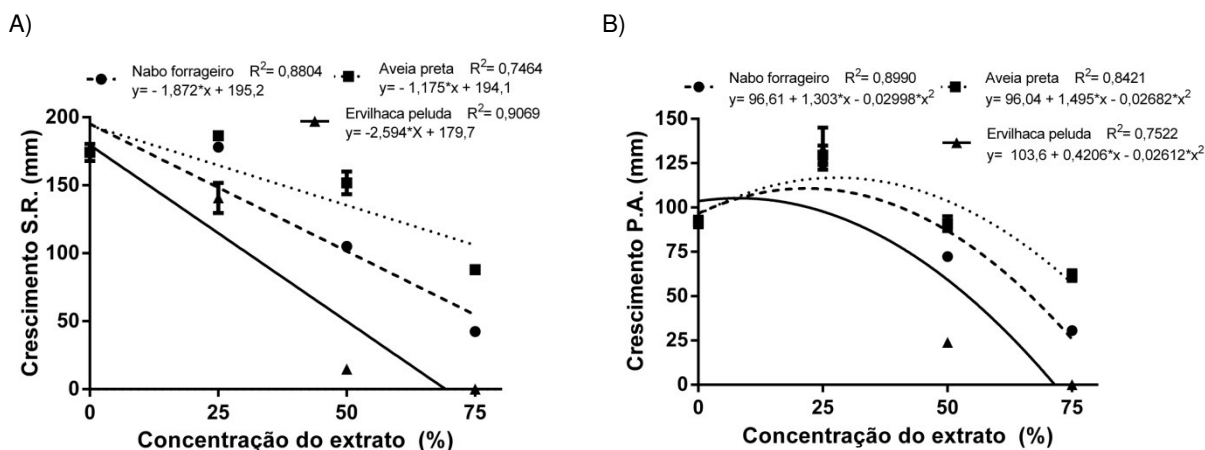 A)
Nabo forrageiro R²= 0,8804
y= - 1,872*x + 195,2
Aveia preta R²= 0,7464
y= - 1,175*x + 194,1
Ervilhaca peluda R²= 0,9069
y= -2,594*X + 179,7
Crescimento S.R. (mm)
200
150
100
50
0
0 25 50 75
Concentração do extrato (%)
B)
Nabo forrageiro R²= 0,8990
y= 96,61 + 1,303*x - 0,02998*x²
Aveia preta R²= 0,8421
y= 96,04 + 1,495*x - 0,02682*x²
Ervilhaca peluda R²= 0,7522
y= 103,6 + 0,4206*x - 0,02612*x²
Crescimento P.A. (mm)
150
125
100
75
50
25
0
0 25 50 75
Concentração do extrato (%)